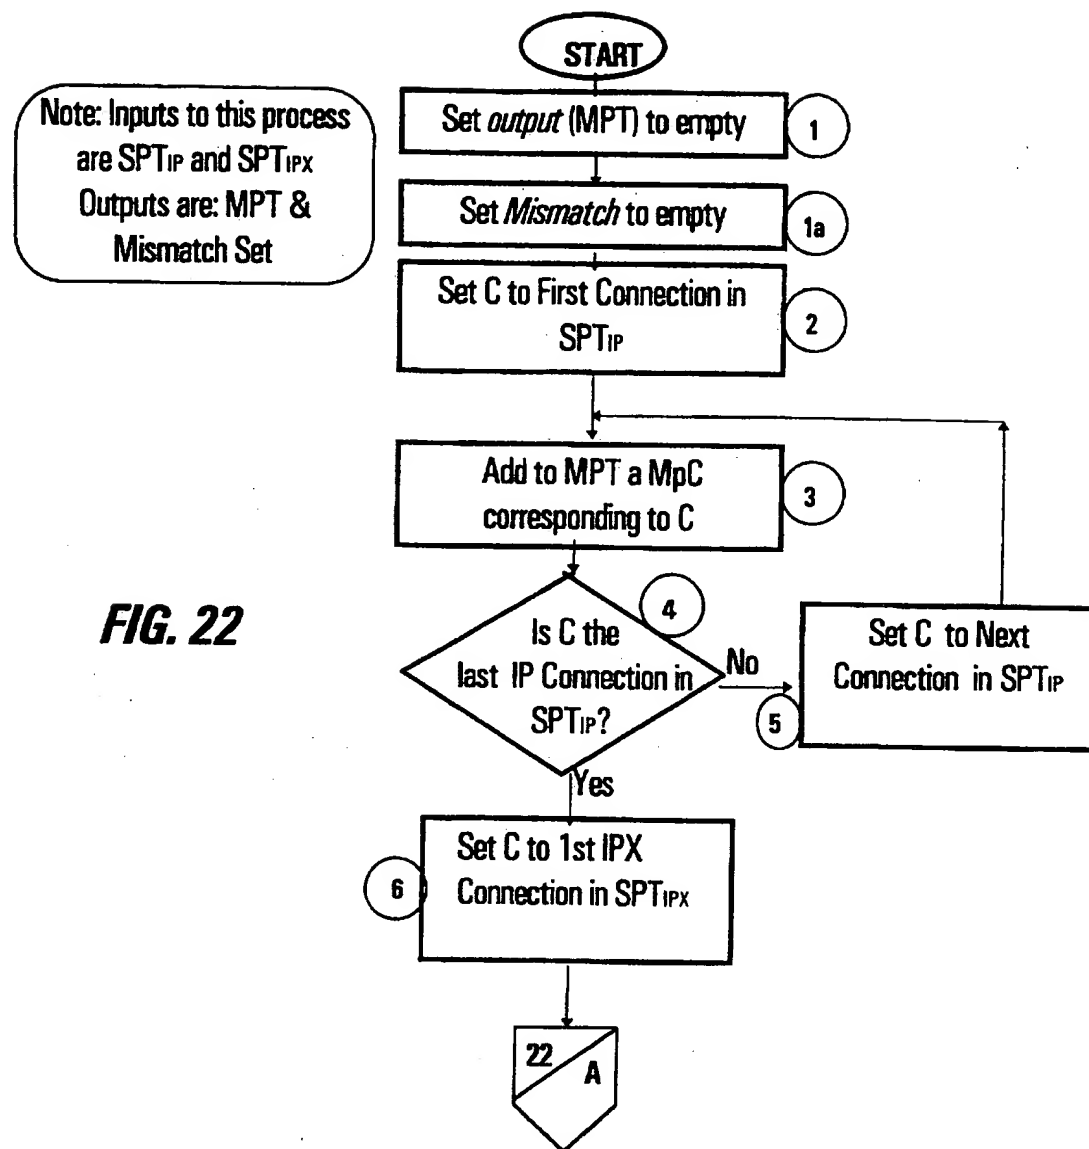 START
Note: Inputs to this process
are SPTIP and SPTIPX
Outputs are: MPT &
Mismatch Set
Set output (MPT) to empty
1
Set Mismatch to empty
1a
Set C to First Connection in
SPTIP
2
Add to MPT a MpC
corresponding to C
3
FIG. 22
4
Is C the
last IP Connection in
SPTIP?
No
Set C to Next
Connection in SPTIP
5
Yes
Set C to 1st IPX
Connection in SPTIPX
6
22
A